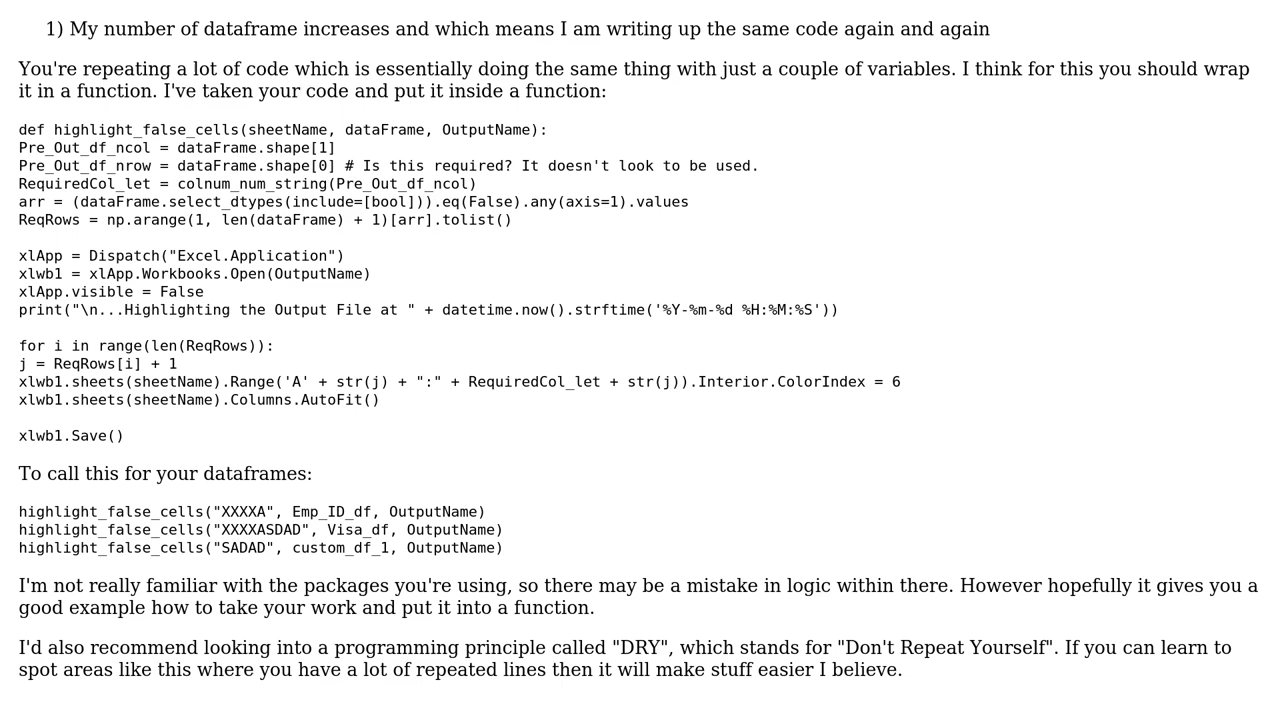 1) My number of dataframe increases and which means I am writing up the same code again and again
You're repeating a lot of code which is essentially doing the same thing with just a couple of variables. I think for this you should wrap
it in a function. I've taken your code and put it inside a function:
def highlight_false_cells(sheetName, dataFrame, OutputName):
Pre_Out_df_ncol = dataFrame.shape[1]
Pre_Out_df_nrow = dataFrame.shape[0] # Is this required? It doesn't look to be used.
RequiredCol_let = colnum_num_string(Pre_Out_df_ncol)
arr = (dataFrame.select_dtypes(include=[bool])).eq(False).any(axis=1).values
ReqRows = np.arange(1, len(dataFrame) + 1)[arr].tolist()
xlApp = Dispatch("Excel.Application")
xlwb1 = xlApp.Workbooks.Open(OutputName)
xlApp.visible = False
print("\n...Highlighting the Output File at " + datetime.now().strftime('%Y-%m-%d %H:%M:%S'))
for i in range(len(ReqRows)):
j = ReqRows[i] + 1
xlwb1.sheets(sheetName).Range('A' + str(j) + ":" + RequiredCol_let + str(j)).Interior.ColorIndex = 6
xlwb1.sheets(sheetName).Columns.AutoFit()
xlwb1.Save()
To call this for your dataframes:
highlight_false_cells("XXXXA", Emp_ID_df, OutputName)
highlight_false_cells("XXXXASDAD", Visa_df, OutputName)
highlight_false_cells("SADAD", custom_df_1, OutputName)
I'm not really familiar with the packages you're using, so there may be a mistake in logic within there. However hopefully it gives you a
good example how to take your work and put it into a function.
I'd also recommend looking into a programming principle called "DRY", which stands for "Don't Repeat Yourself". If you can learn to
spot areas like this where you have a lot of repeated lines then it will make stuff easier I believe.